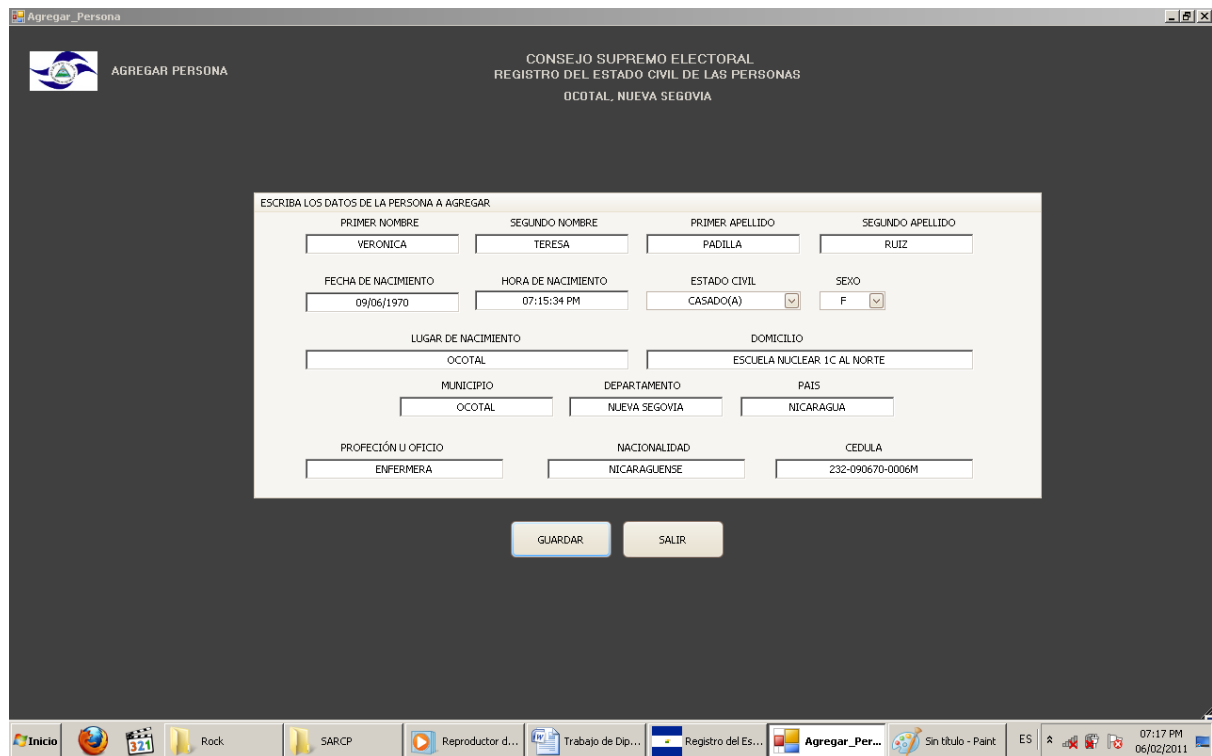 Agregar_Persona
AGREGAR PERSONA
CONSEJO SUPREMO ELECTORAL
REGISTRO DEL ESTADO CIVIL DE LAS PERSONAS
OCOTAL, NUEVA SEGOVIA
ESCRIBA LOS DATOS DE LA PERSONA A AGREGAR
PRIMER NOMBRE SEGUNDO NOMBRE PRIMER APELLIDO SEGUNDO APELLIDO
VERONICA TERESA PADILLA RUIZ
FECHA DE NACIMIENTO HORA DE NACIMIENTO ESTADO CIVIL SEXO
09/06/1970 07:15:34 PM CASADO(A) F
LUGAR DE NACIMIENTO DOMICILIO
OCOTAL ESCUELA NUCLEAR 1C AL NORTE
MUNICIPIO DEPARTAMENTO PAIS
OCOTAL NUEVA SEGOVIA NICARAGUA
PROFECIÓN U OFICIO NACIONALIDAD CEDULA
ENFERMERA NICARAGUENSE 232-090670-0006M
GUARDAR SALIR
Inicio 321 Rock SARCP Reproductor d... Trabajo de Dip... Registro del Es... Agregar_Per... Sin título - Paint ES 07:17 PM
06/02/2011